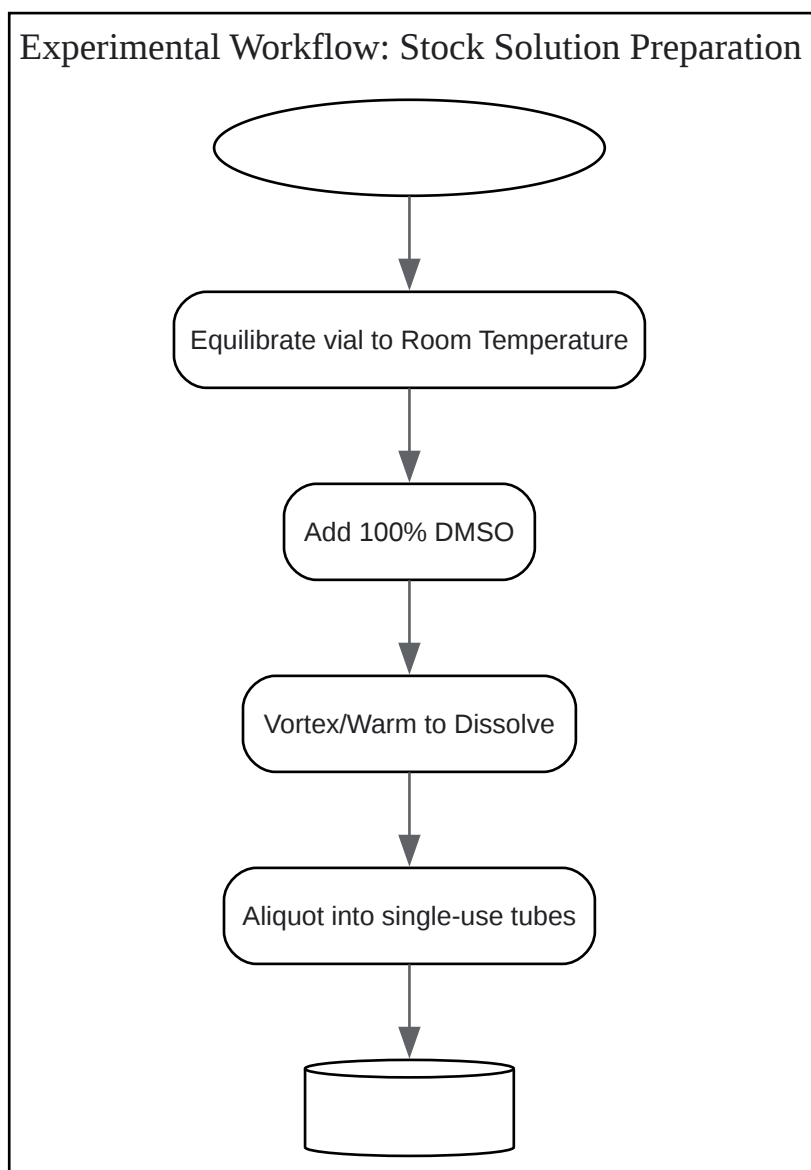 Experimental Workflow: Stock Solution Preparation
Equilibrate vial to Room Temperature
Add 100% DMSO
Vortex/Warm to Dissolve
Aliquot into single-use tubes